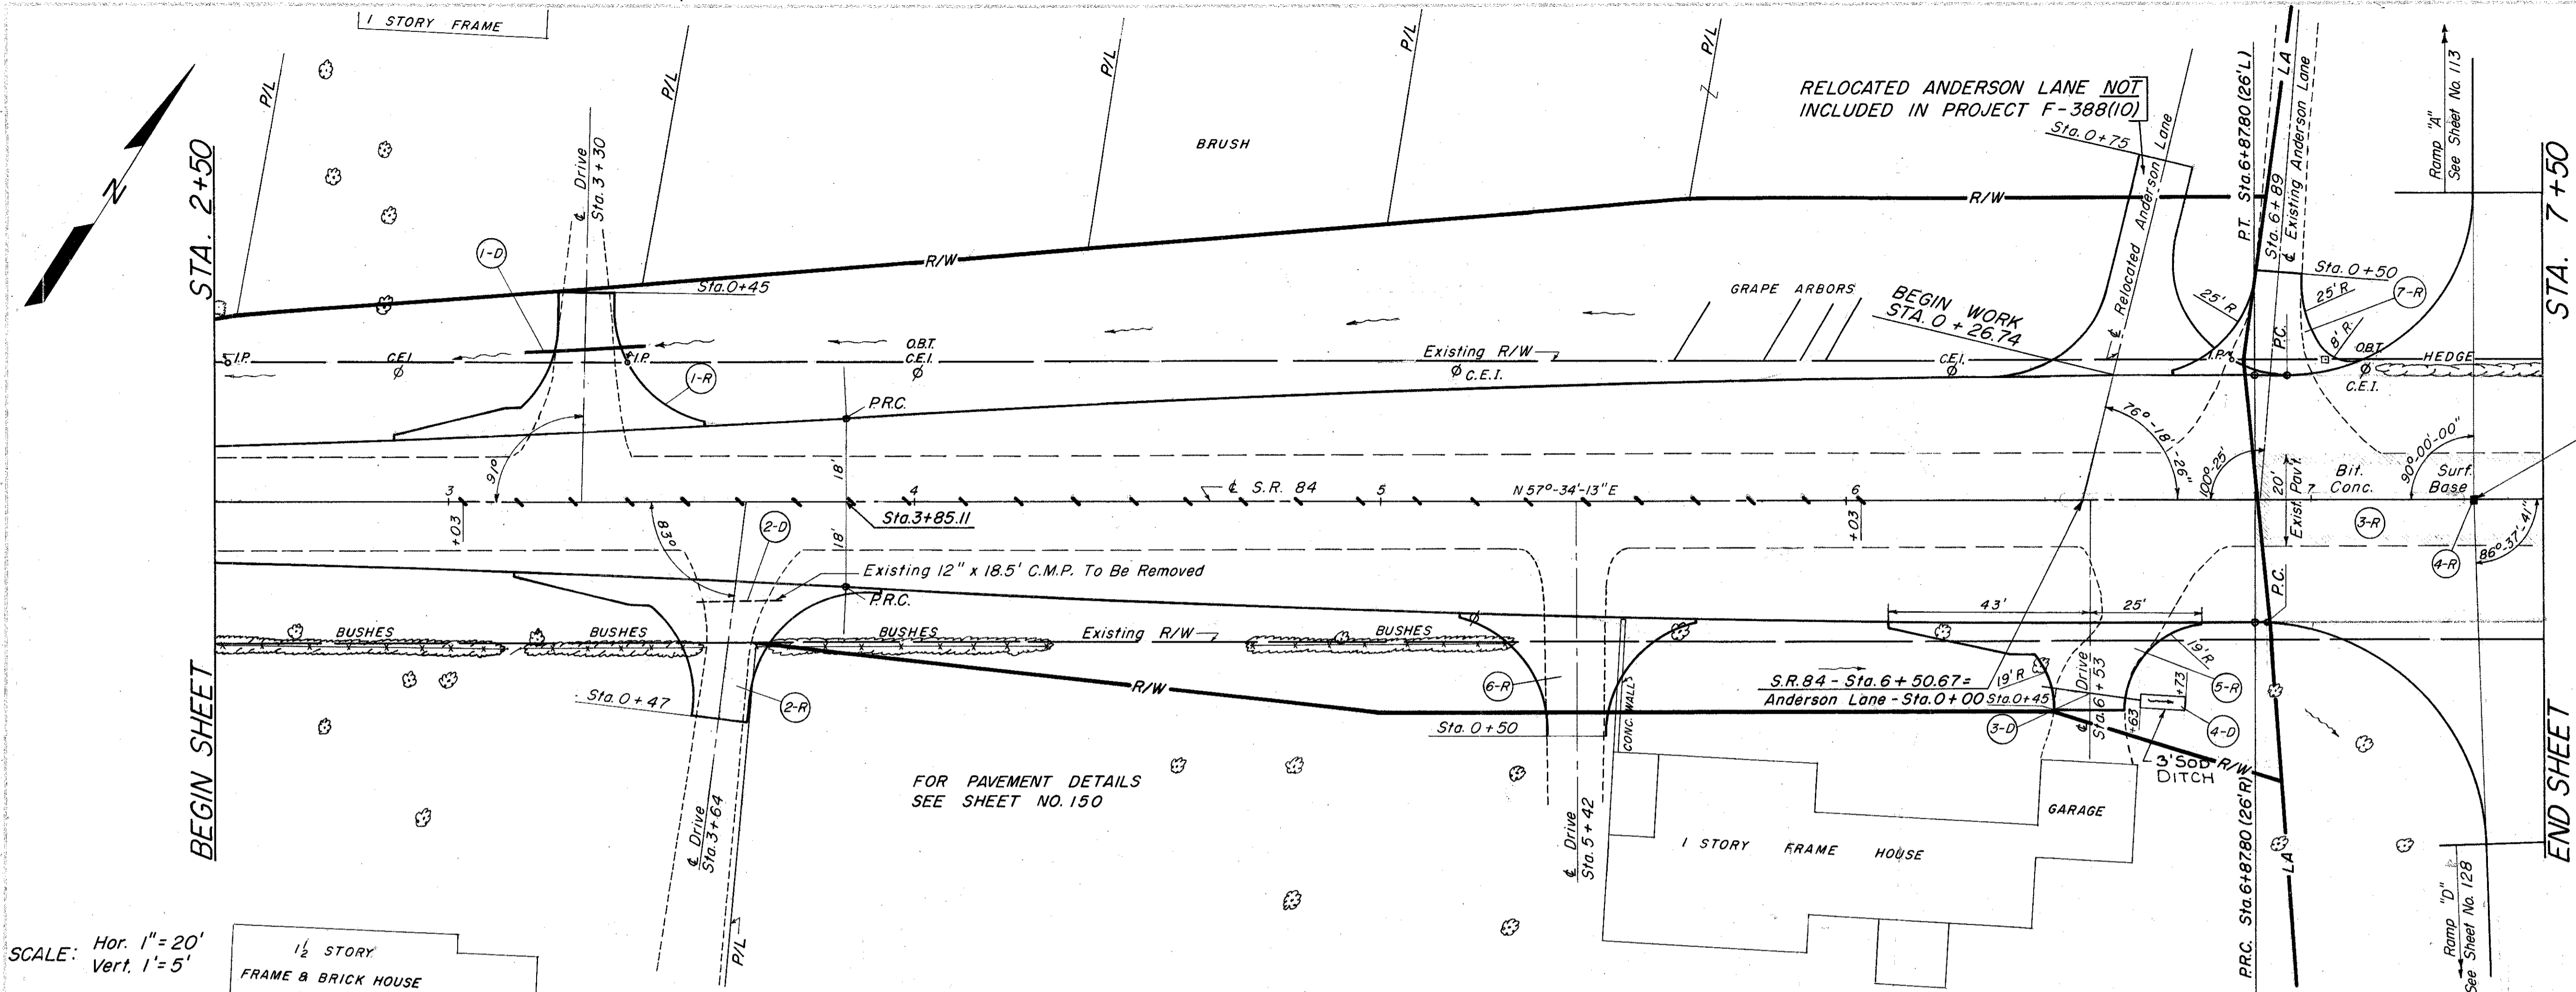 1 STORY FRAME
P/L
P/L
P/L
P/L
P/L
N
STA. 2+50
BEGIN SHEET
℄ Drive
Sta. 3+30
BRUSH
RELOCATED ANDERSON LANE NOT
INCLUDED IN PROJECT F-388(10)
Sta. 0+75
℄ Relocated Anderson Lane
P.T. Sta. 6+87.80 (26'L)
LA
Sta. 6+89
℄ Existing Anderson Lane
Ramp "A"
See Sheet No. 113
STA. 7+50
END SHEET
1-D
R/W
R/W
Sta. 0+45
GRAPE ARBORS
BEGIN WORK
STA. 0+26.74
25' R
Sta. 0+50
25' R
7-R
8' R.
P.C.
I.P.
C.E.I.
I.P.
O.B.T.
C.E.I.
Existing R/W
C.E.I.
C.E.I.
I.P.
O.B.T.
HEDGE
C.E.I.
1-R
P.R.C.
91°
18'
76°-18'-26"
100°-25'
20'
Exist. Pav't.
Bit.
Conc.
Surf.
Base
90°-00'-00"
3
+03
4
℄ S.R. 84
5
N 57°-34'-13" E
6
+03
7
Sta. 3+85.11
83°
2-D
18'
3-R
86°-37'-41"
4-R
Existing 12" x 18.5' C.M.P. To Be Removed
P.R.C.
P.C.
43'
25'
BUSHES
BUSHES
BUSHES
Existing R/W
BUSHES
19' R
19' R
℄ Drive
Sta. 6+53
R/W
Sta. 0+47
2-R
6-R
CONC. WALLS
S.R. 84 - Sta. 6+50.67=
Anderson Lane - Sta. 0+00
Sta. 0+45
5-R
+73
+63
3-D
4-D
Sta. 0+50
3' SOD
DITCH
R/W
FOR PAVEMENT DETAILS
SEE SHEET NO. 150
℄ Drive
Sta. 3+64
P/L
℄ Drive
Sta. 5+42
1 STORY FRAME HOUSE
GARAGE
P.R.C. Sta. 6+87.80 (26'R)
LA
Ramp "D"
See Sheet No. 128
SCALE: Hor. 1"=20'
Vert. 1'=5'
1½ STORY
FRAME & BRICK HOUSE